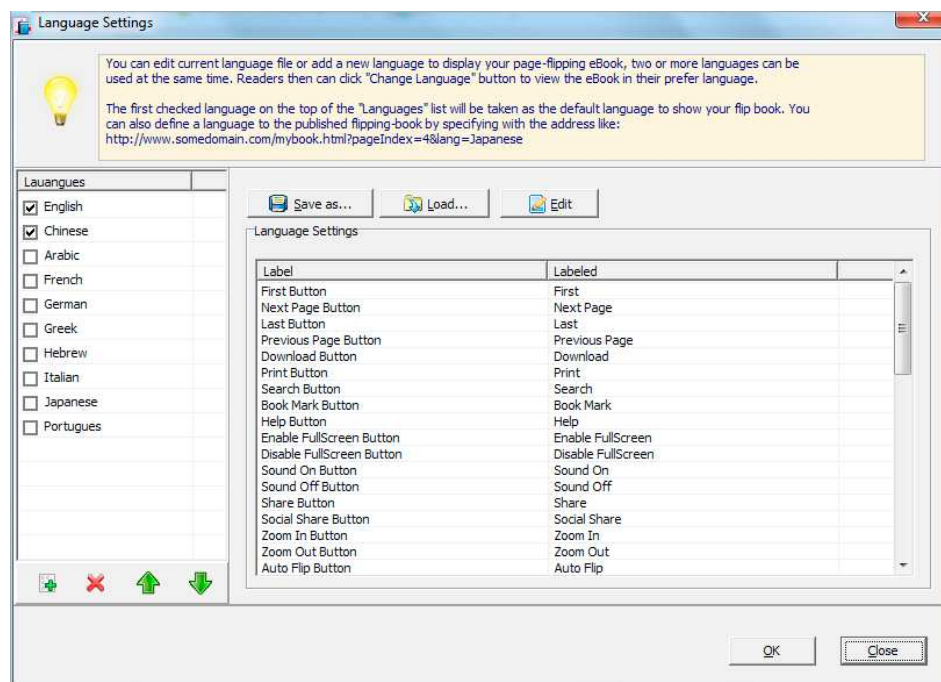 Language Settings
You can edit current language file or add a new language to display your page-flipping eBook, two or more languages can be
used at the same time. Readers then can click "Change Language" button to view the eBook in their prefer language.
The first checked language on the top of the "Languages" list will be taken as the default language to show your flip book. You
can also define a language to the published flipping-book by specifying with the address like:
http://www.somedomain.com/mybook.html?pageIndex=4&lang=Japanese
Lauangues
English
Chinese
Arabic
French
German
Greek
Hebrew
Italian
Japanese
Portugues
Save as... Load... Edit
Language Settings
Label Labeled
First Button First
Next Page Button Next Page
Last Button Last
Previous Page Button Previous Page
Download Button Download
Print Button Print
Search Button Search
Book Mark Button Book Mark
Help Button Help
Enable FullScreen Button Enable FullScreen
Disable FullScreen Button Disable FullScreen
Sound On Button Sound On
Sound Off Button Sound Off
Share Button Share
Social Share Button Social Share
Zoom In Button Zoom In
Zoom Out Button Zoom Out
Auto Flip Button Auto Flip
OK Close